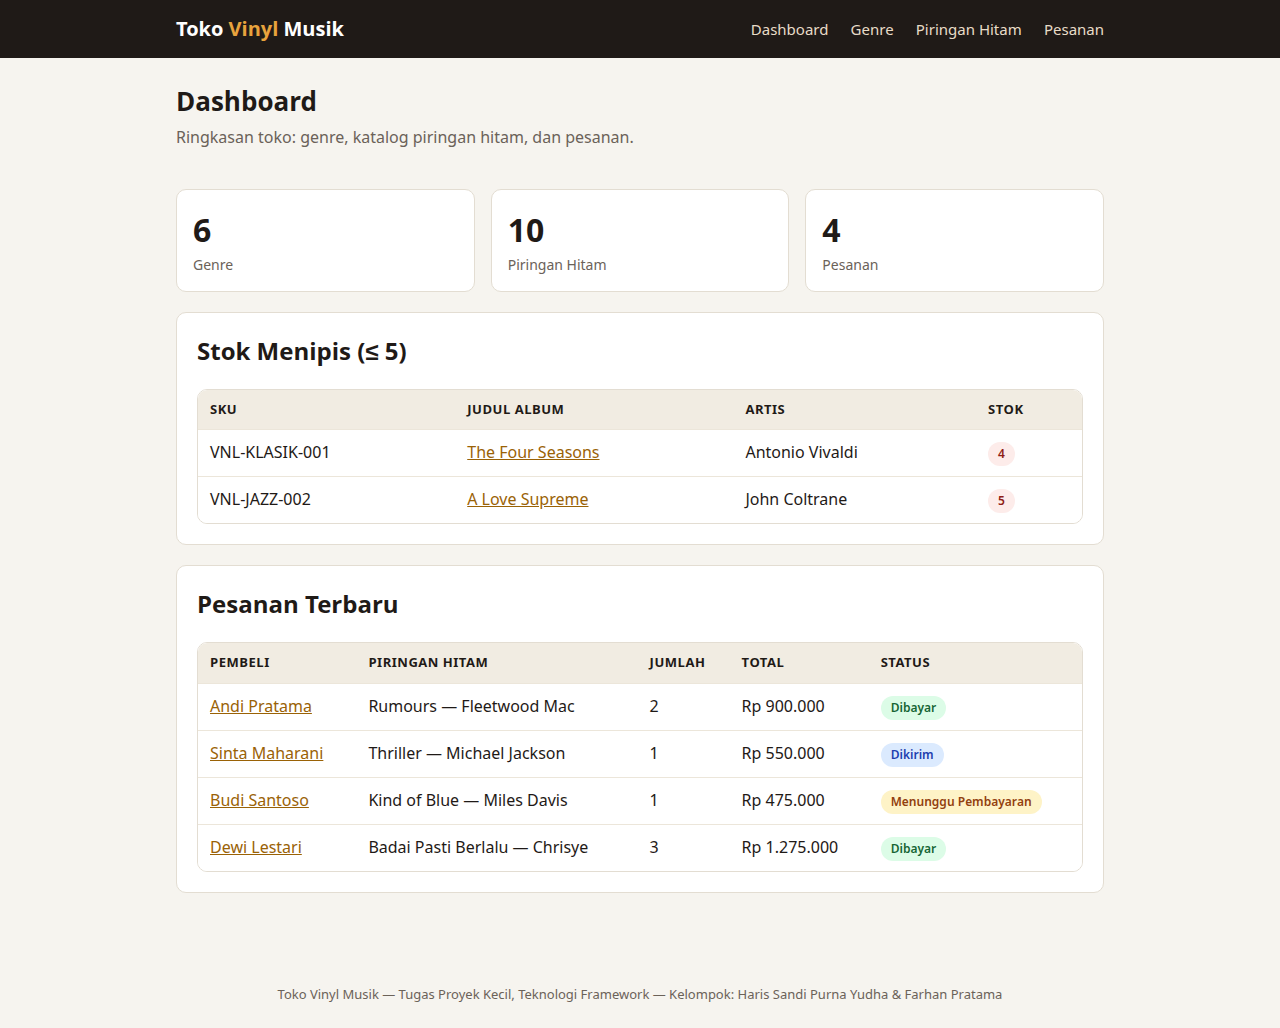 Toko Vinyl Musik
Dashboard Genre Piringan Hitam Pesanan
Dashboard
Ringkasan toko: genre, katalog piringan hitam, dan pesanan.
6
Genre
10
Piringan Hitam
4
Pesanan
Stok Menipis (≤ 5)
SKU JUDUL ALBUM ARTIS STOK
VNL-KLASIK-001 The Four Seasons Antonio Vivaldi 4
VNL-JAZZ-002 A Love Supreme John Coltrane 5
Pesanan Terbaru
PEMBELI PIRINGAN HITAM JUMLAH TOTAL STATUS
Andi Pratama Rumours — Fleetwood Mac 2 Rp 900.000 Dibayar
Sinta Maharani Thriller — Michael Jackson 1 Rp 550.000 Dikirim
Budi Santoso Kind of Blue — Miles Davis 1 Rp 475.000 Menunggu Pembayaran
Dewi Lestari Badai Pasti Berlalu — Chrisye 3 Rp 1.275.000 Dibayar
Toko Vinyl Musik — Tugas Proyek Kecil, Teknologi Framework — Kelompok: Haris Sandi Purna Yudha & Farhan Pratama